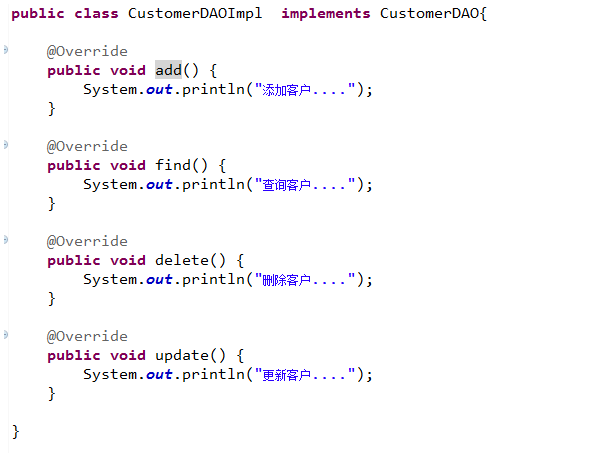 public class CustomerDAOImpl  implements CustomerDAO{
@Override
public void add() {
System.out.println("添加客户....");
}
@Override
public void find() {
System.out.println("查询客户....");
}
@Override
public void delete() {
System.out.println("删除客户....");
}
@Override
public void update() {
System.out.println("更新客户....");
}
}